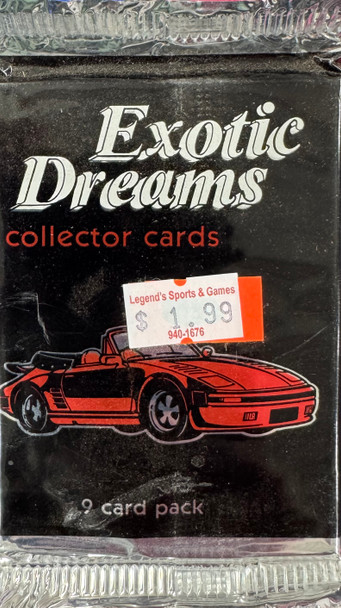 Exotic
Dreams
collector cards
Legend's Sports & Games
$ 1.99
940-1676
9 card pack